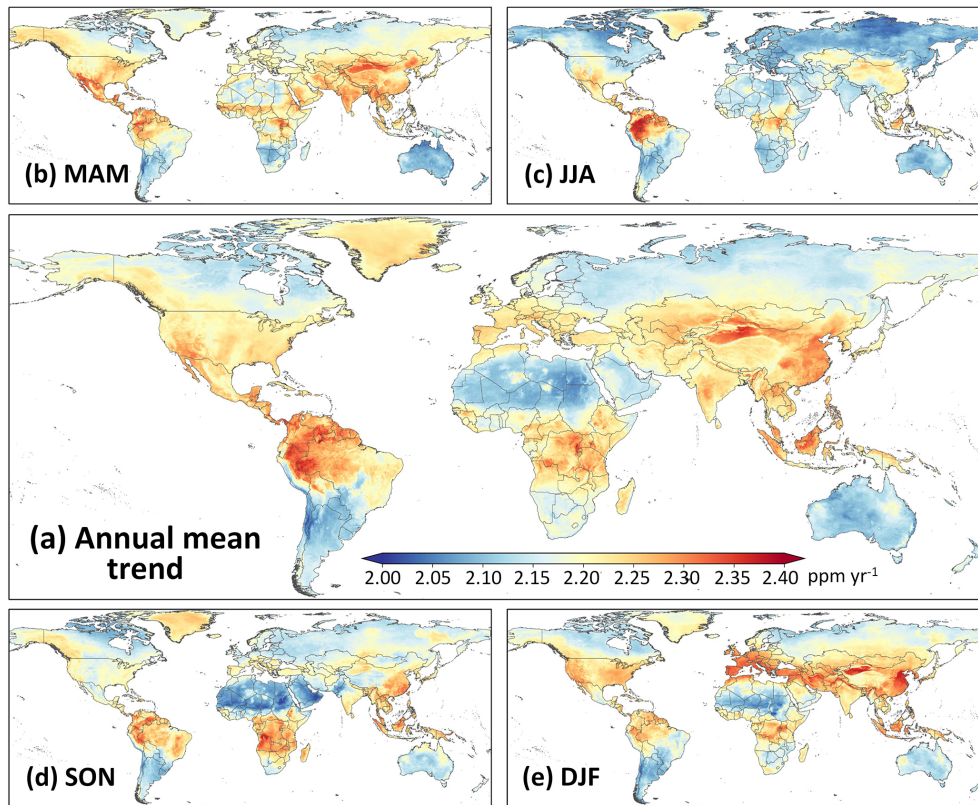 (b) MAM
(c) JJA
(a) Annual mean
trend
2.00 2.05 2.10 2.15 2.20 2.25 2.30 2.35 2.40 ppm yr⁻¹
(d) SON
(e) DJF